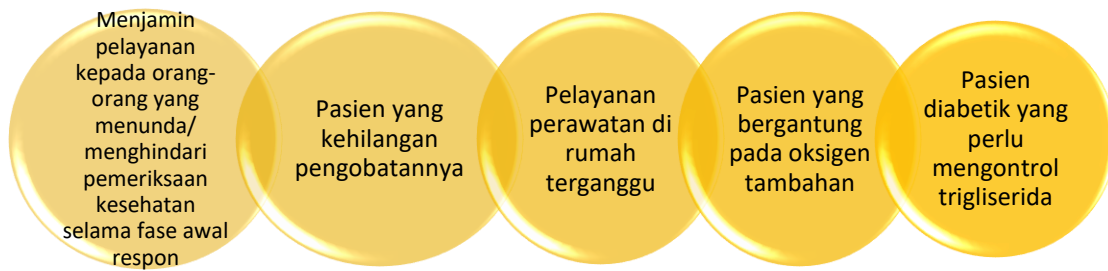 Menjamin
pelayanan
kepada orang-
orang yang
menunda/
menghindari
pemeriksaan
kesehatan
selama fase awal
respon
Pasien yang
kehilangan
pengobatannya
Pelayanan
perawatan di
rumah
terganggu
Pasien yang
bergantung
pada oksigen
tambahan
Pasien
diabetik yang
perlu
mengontrol
trigliserida